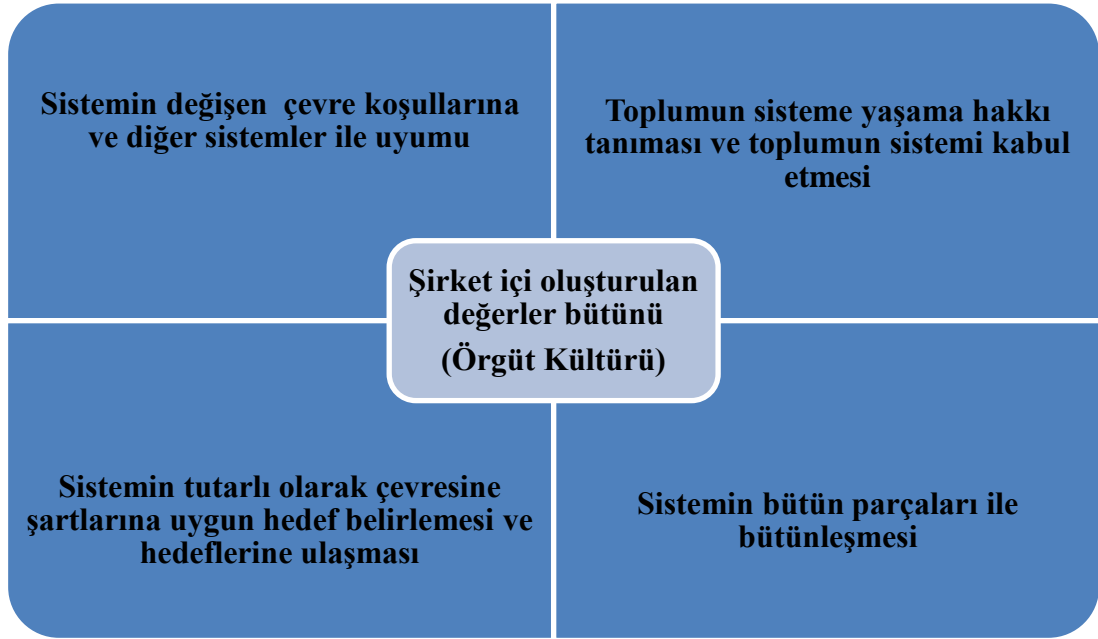 Sistemin değişen çevre koşullarına
ve diğer sistemler ile uyumu
Toplumun sisteme yaşama hakkı
tanıması ve toplumun sistemi kabul
etmesi
Şirket içi oluşturulan
değerler bütünü
(Örgüt Kültürü)
Sistemin tutarlı olarak çevresine
şartlarına uygun hedef belirlemesi ve
hedeflerine ulaşması
Sistemin bütün parçaları ile
bütünleşmesi